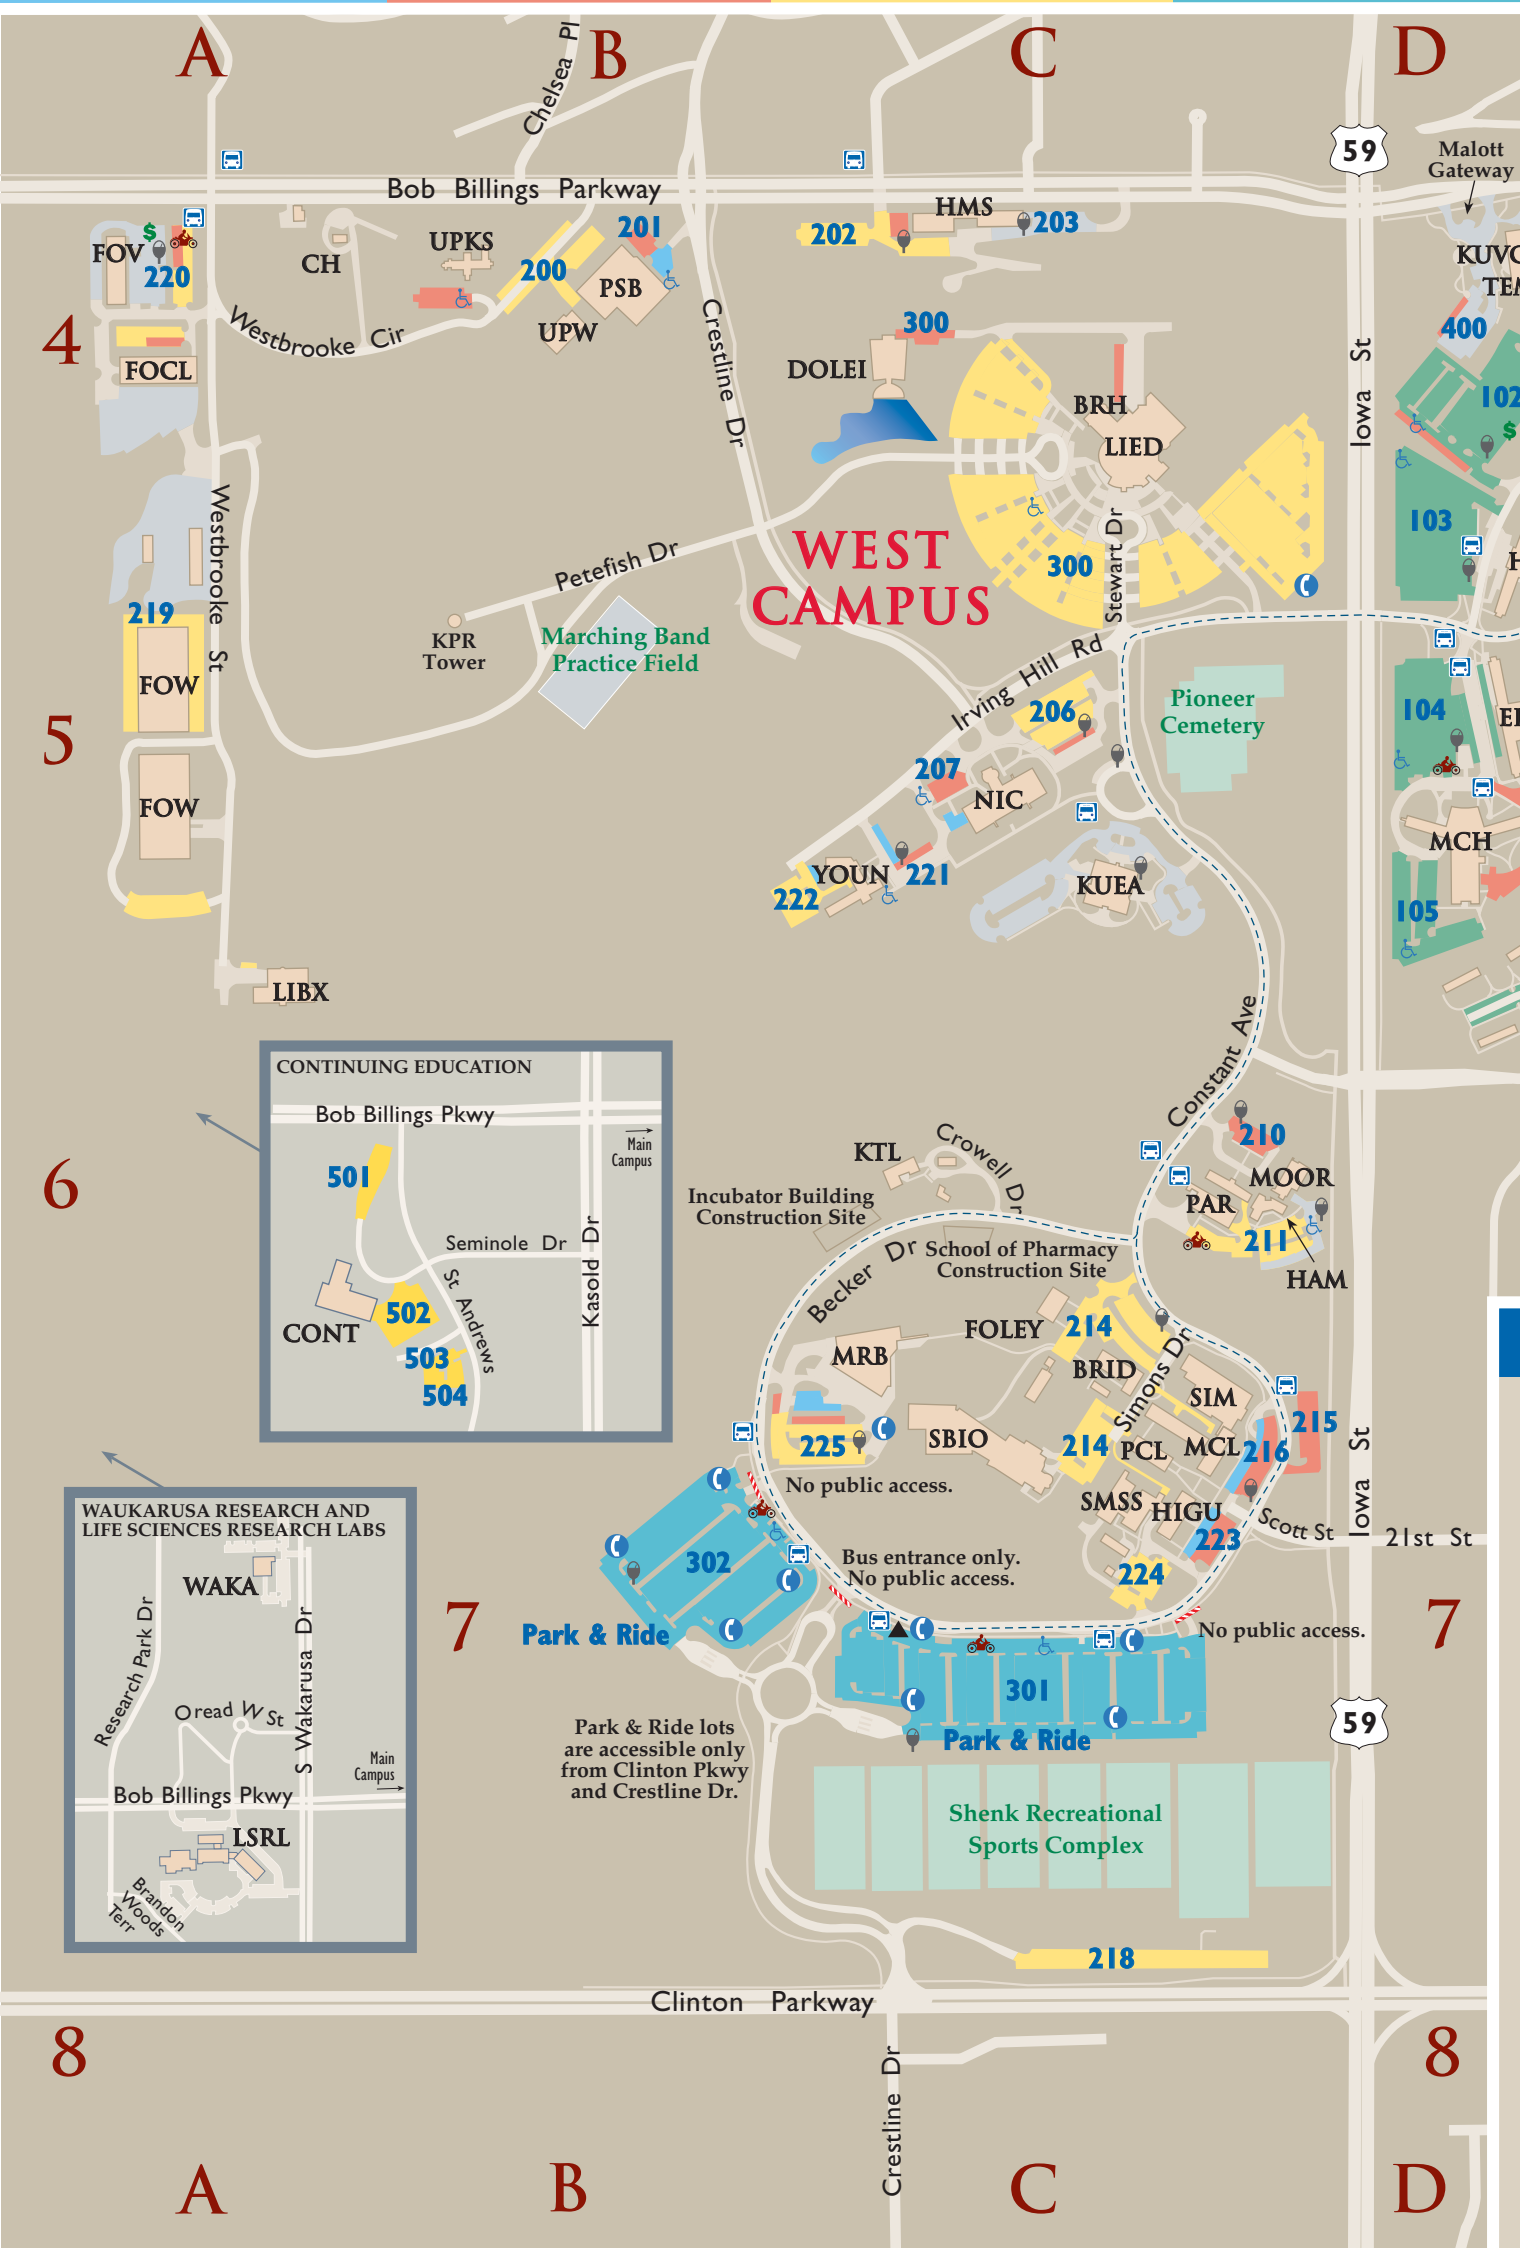 A
B
C
D
Chelsea Pl
59
Malott
Gateway
Bob Billings Parkway
HMS
202
203
201
FOV
$
220
CH
UPKS
200
PSB
UPW
KUVC
400
Westbrooke Cir
4
FOCL
Crestline Dr
300
DOLEI
Iowa St
102
$
BRH
LIED
103
Westbrooke St
Stewart Dr
300
WEST
CAMPUS
Petefish Dr
219
KPR
Tower
Marching Band
Practice Field
Irving Hill Rd
FOW
5
206
Pioneer
Cemetery
104
207
NIC
FOW
MCH
YOUN
221
222
KUEA
105
LIBX
Constant Ave
CONTINUING EDUCATION
Bob Billings Pkwy
Main
Campus
501
Seminole Dr
Kasold Dr
St Andrews
502
CONT
503
504
6
KTL
Crowell Dr
210
MOOR
Incubator Building
Construction Site
PAR
211
School of Pharmacy
Construction Site
HAM
Becker Dr
FOLEY
214
MRB
BRID
Simons Dr
SIM
215
225
SBIO
214
PCL
MCL
216
No public access.
SMSS
HIGU
Scott St
Iowa St
21st St
223
302
Bus entrance only.
No public access.
224
WAUKARUSA RESEARCH AND
LIFE SCIENCES RESEARCH LABS
WAKA
Research Park Dr
S Wakarusa Dr
Oread W St
Main
Campus
Bob Billings Pkwy
LSRL
Brandon
Woods
Terr
7
Park & Ride
No public access.
7
301
Park & Ride
59
Park & Ride lots
are accessible only
from Clinton Pkwy
and Crestline Dr.
Shenk Recreational
Sports Complex
218
Clinton Parkway
8
8
Crestline Dr
A
B
C
D